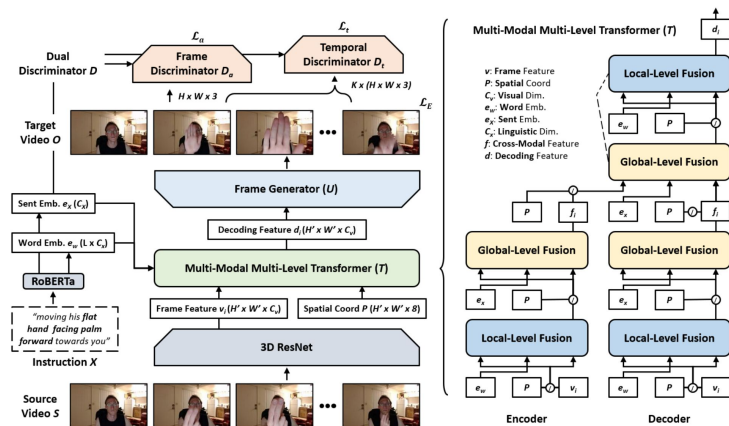 Dual
Discriminator D
ℒa
Frame
Discriminator Da
ℒt
Temporal
Discriminator Dt
H x W x 3
K x (H x W x 3)
ℒE
Target
Video O
Frame Generator (U)
Sent Emb. eX (Cx)
Decoding Feature di (H' x W' x Cv)
Word Emb. ew (L x Cx)
Multi-Modal Multi-Level Transformer (T)
RoBERTa
Frame Feature vi (H' x W' x Cv)
Spatial Coord P (H' x W' x 8)
"moving his flat
hand facing palm
forward towards you"
Instruction X
3D ResNet
Source
Video S
Multi-Modal Multi-Level Transformer (T)
di
v: Frame Feature
P: Spatial Coord
Cv: Visual Dim.
ew: Word Emb.
eX: Sent Emb.
Cx: Linguistic Dim.
f: Cross-Modal Feature
d: Decoding Feature
Local-Level Fusion
ew
P
Global-Level Fusion
P
fi
ex
P
fi
Global-Level Fusion
Global-Level Fusion
ex
P
ex
P
Local-Level Fusion
Local-Level Fusion
ew
P
vi
ew
P
vi
Encoder
Decoder